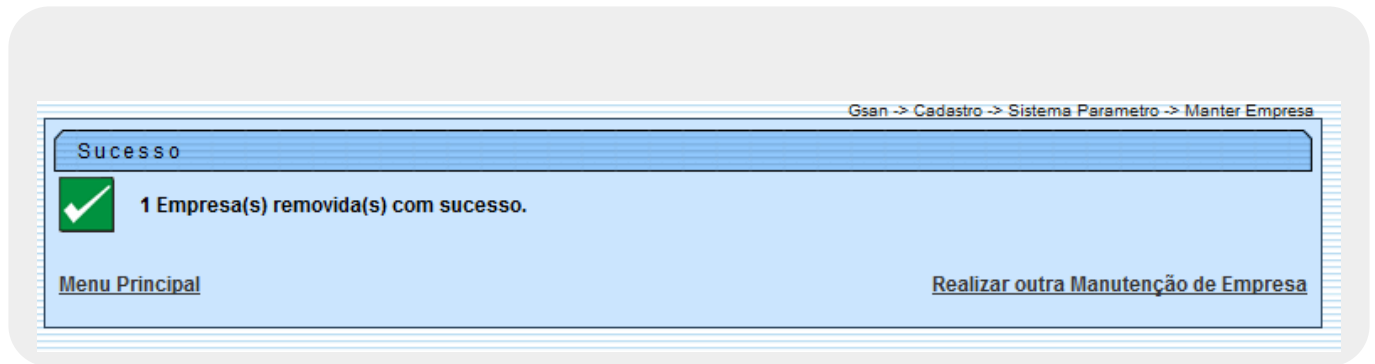 Gsan -> Cadastro -> Sistema Parametro -> Manter Empresa
Sucesso
1 Empresa(s) removida(s) com sucesso.
Menu Principal
Realizar outra Manutenção de Empresa